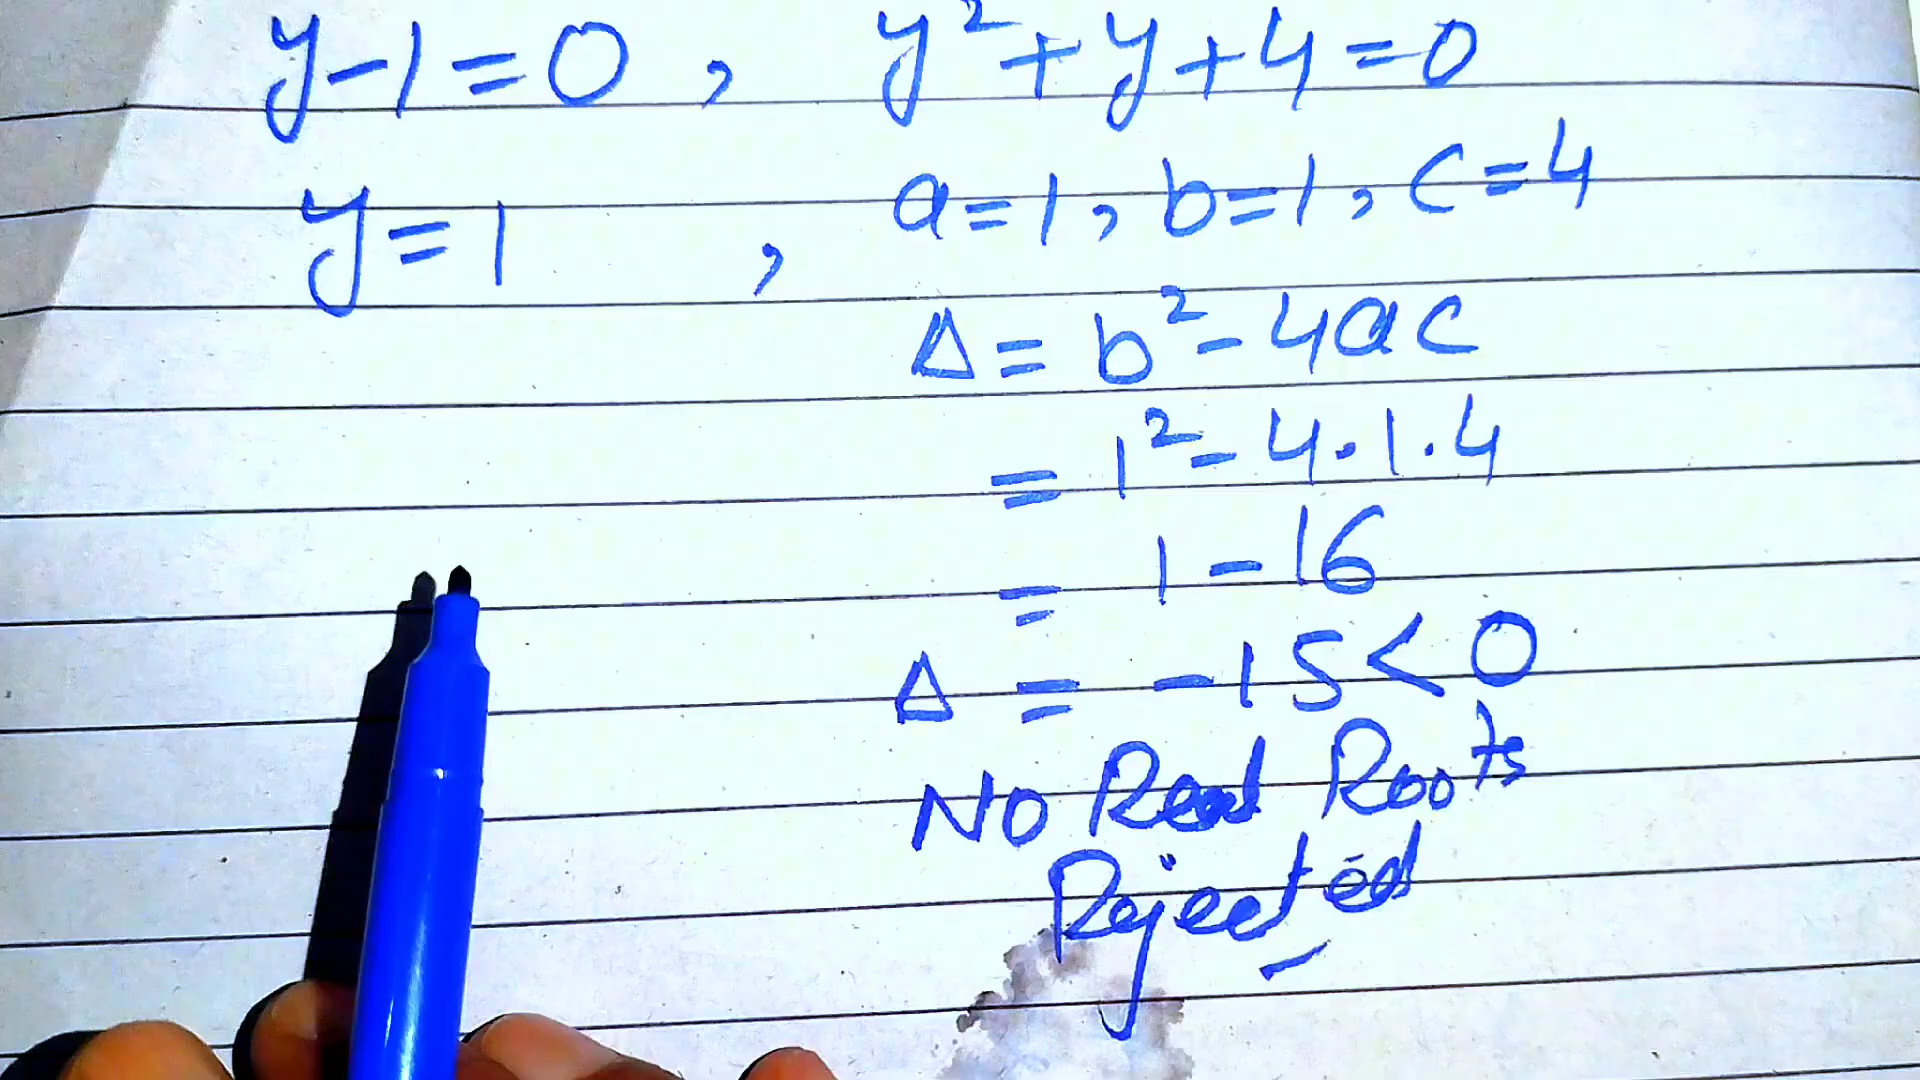 y-1=0, y²+y+4=0
y=1, a=1, b=1, c=4
Δ= b²-4ac
= 1²-4·1·4
= 1-16
Δ = -15<0
No Real Roots
Rejected